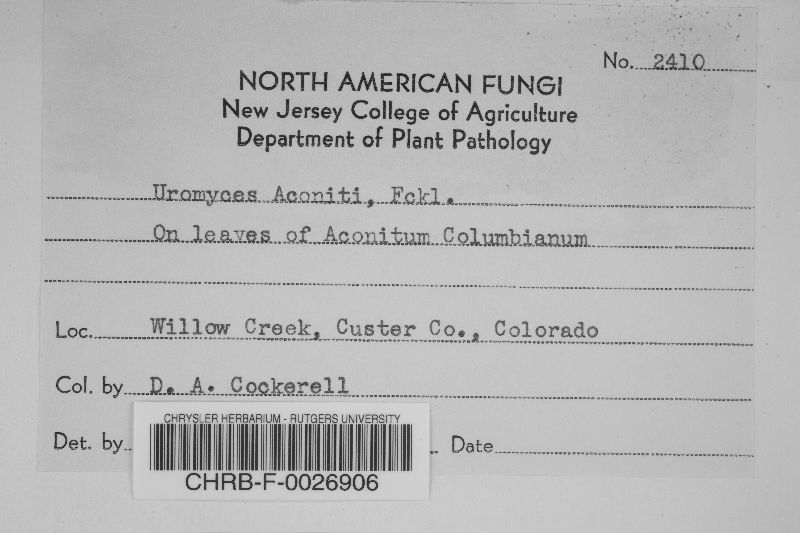 No. 2410
NORTH AMERICAN FUNGI
New Jersey College of Agriculture
Department of Plant Pathology
Uromyces Aconiti, Fckl.
On leaves of Aconitum Columbianum
Loc. Willow Creek, Custer Co., Colorado
Col. by D. A. Cockerell
Det. by Date
CHRYSLER HERBARIUM - RUTGERS UNIVERSITY
CHRB-F-0026906